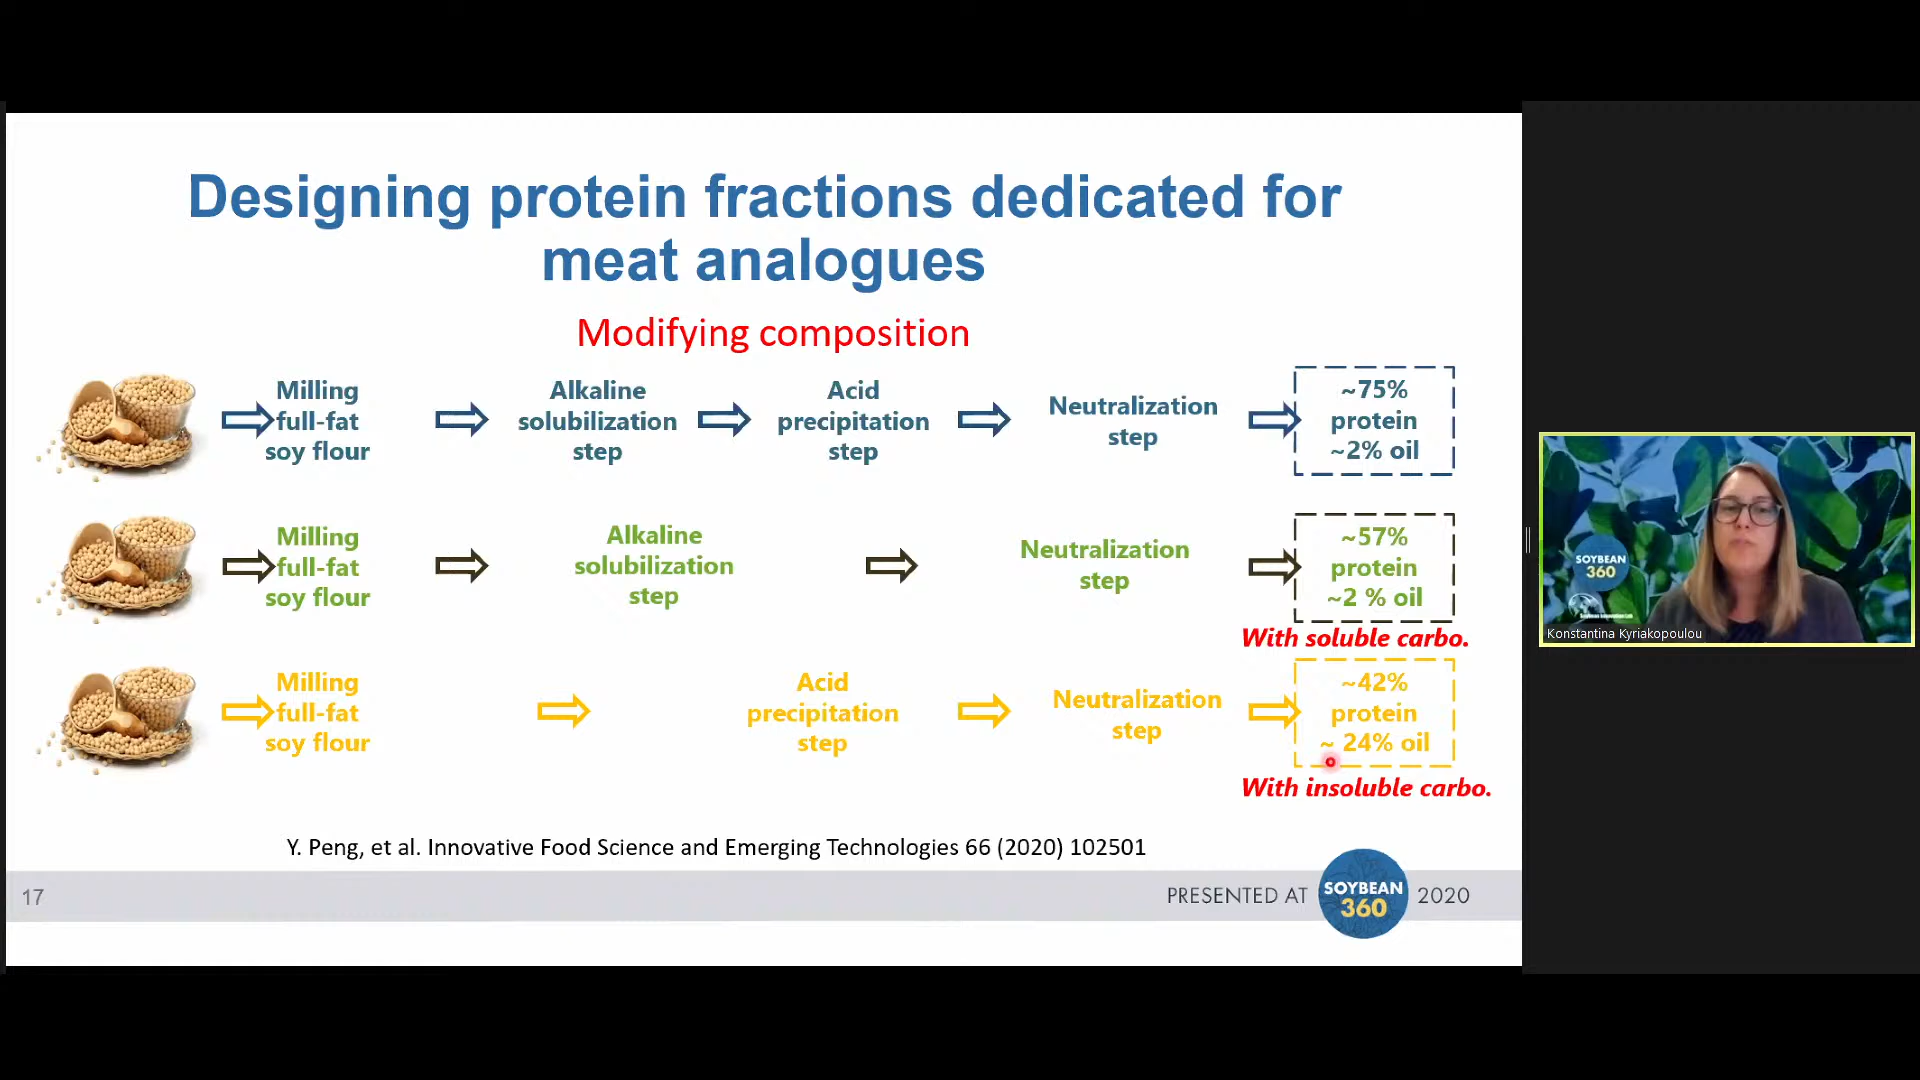 Designing protein fractions dedicated for
meat analogues
Modifying composition
Milling
full-fat
soy flour
Alkaline
solubilization
step
Acid
precipitation
step
Neutralization
step
~75%
protein
~2% oil
Milling
full-fat
soy flour
Alkaline
solubilization
step
Neutralization
step
~57%
protein
~2 % oil
With soluble carbo.
Milling
full-fat
soy flour
Acid
precipitation
step
Neutralization
step
~42%
protein
~ 24% oil
With insoluble carbo.
Y. Peng, et al. Innovative Food Science and Emerging Technologies 66 (2020) 102501
17
PRESENTED AT
SOYBEAN
360
2020
SOYBEAN
360
Konstantina Kyriakopoulou